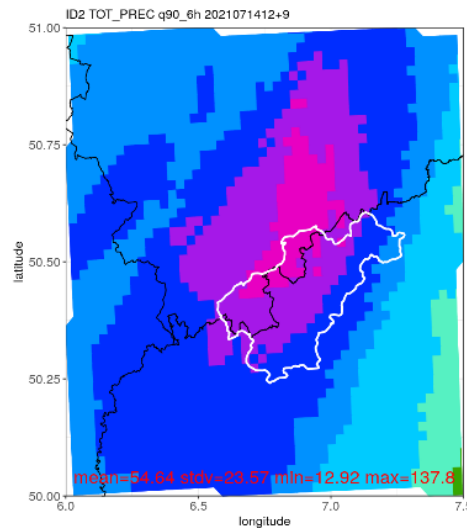 ID2 TOT_PREC q90_6h 2021071412+9
51.00
50.75
latitude
50.50
50.25
mean=54.64 stdv=23.57 min=12.92 max=137.8
50.00
6.0 6.5 7.0 7.5
longitude